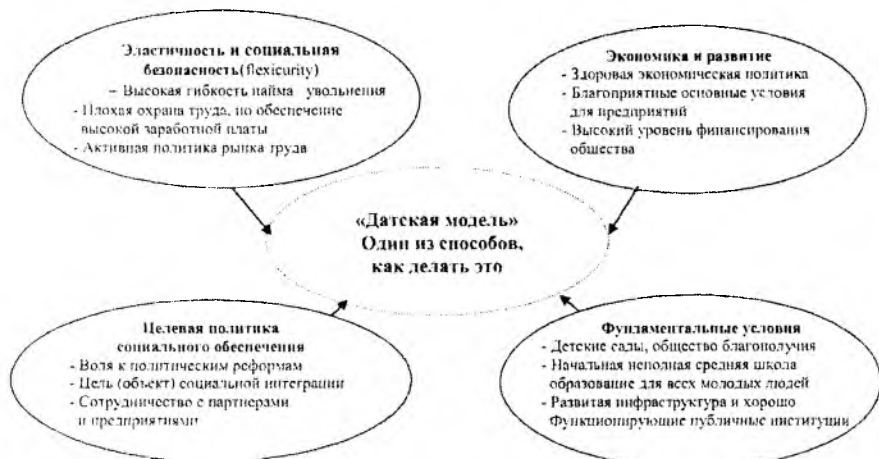 Эластичность и социальная
безопасность(flexicurity)
– Высокая гибкость найма увольнения
- Плохая охрана труда, но обеспечение
высокой заработной платы
- Активная политика рынка труда
Экономика и развитие
- Здоровая экономическая политика
- Благоприятные основные условия
для предприятий
- Высокий уровень финансирования
общества
«Датская модель»
Один из способов,
как делать это
Целевая политика
социального обеспечения
- Воля к политическим реформам
- Цель (объект) социальной интеграции
- Сотрудничество с партнерами
и предприятиями
Фундаментальные условия
- Детские сады, общество благополучия
- Начальная неполная средняя школа
образование для всех молодых людей
- Развитая инфраструктура и хорошо
Функционирующие публичные институции